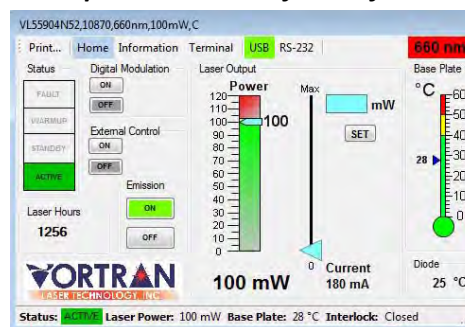 VL55904N52,10870,660nm,100mW,C
Print... Home Information Terminal USB RS-232 660 nm
Status Digital Modulation Laser Output Base Plate
FAULT
WARMUP
STANDBY
ACTIVE
ON
OFF
External Control
ON
OFF
Emission
ON
OFF
Laser Hours
1256
Power
120
110
100
90
80
70
60
50
40
30
20
10
0
100
100 mW
Max
mW
SET
0 Current
180 mA
°C
60
50
40
30
20
10
0
28
Diode
25 °C
VORTRAN
LASER TECHNOLOGY, INC
Status: ACTIVE Laser Power: 100 mW Base Plate: 28 °C Interlock: Closed